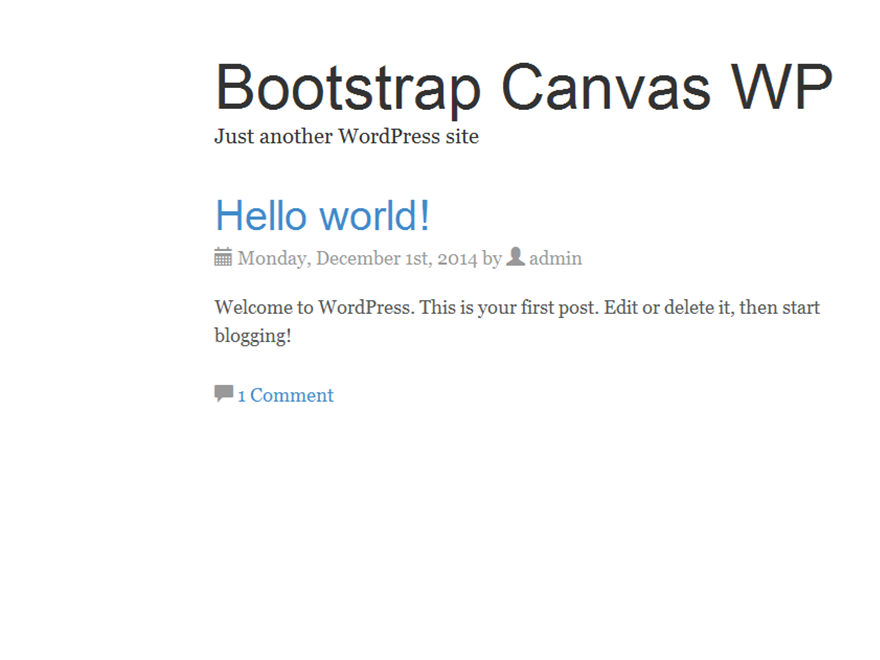 Bootstrap Canvas WP
Just another WordPress site
Hello world!
Monday, December 1st, 2014 by admin
Welcome to WordPress. This is your first post. Edit or delete it, then start
blogging!
1 Comment